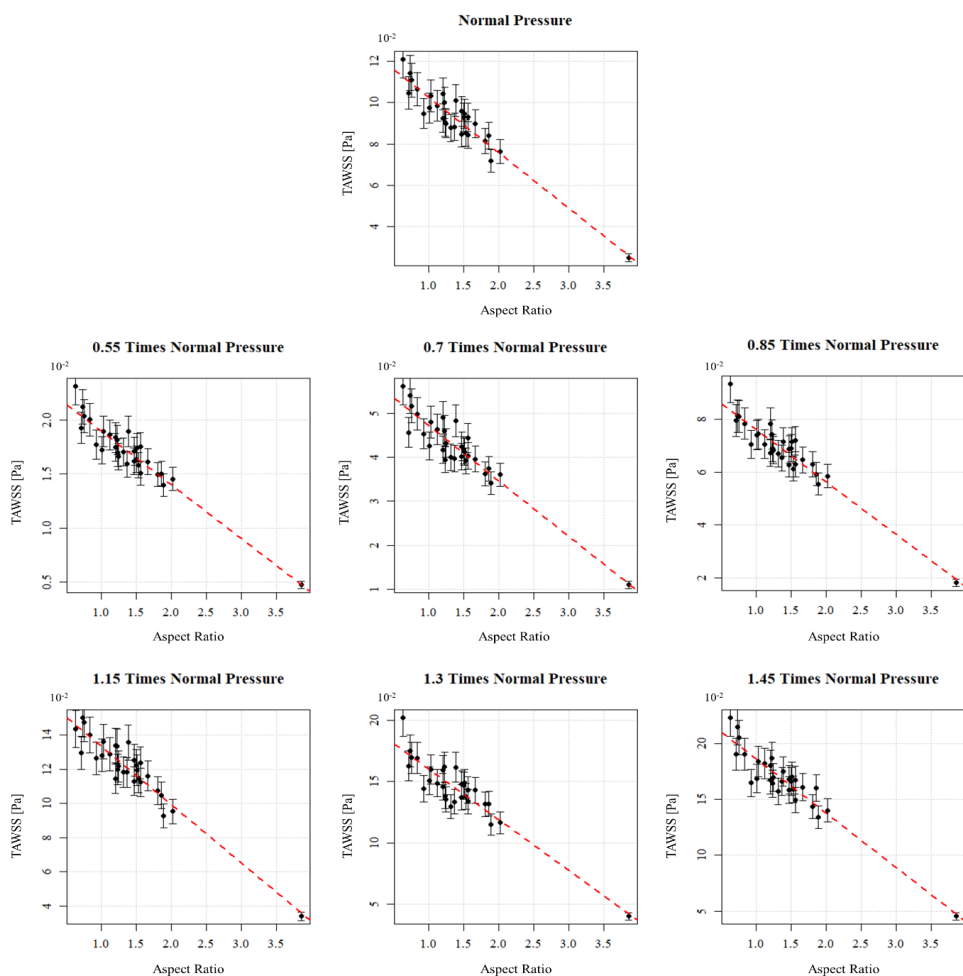 Normal Pressure
10⁻²
12
10
8
6
4
TAWSS [Pa]
1.0 1.5 2.0 2.5 3.0 3.5
Aspect Ratio
0.55 Times Normal Pressure
10⁻²
2.0
1.5
1.0
0.5
TAWSS [Pa]
1.0 1.5 2.0 2.5 3.0 3.5
Aspect Ratio
0.7 Times Normal Pressure
10⁻²
5
4
3
2
1
TAWSS [Pa]
1.0 1.5 2.0 2.5 3.0 3.5
Aspect Ratio
0.85 Times Normal Pressure
10⁻²
8
6
4
2
TAWSS [Pa]
1.0 1.5 2.0 2.5 3.0 3.5
Aspect Ratio
1.15 Times Normal Pressure
10⁻²
14
12
10
8
6
4
TAWSS [Pa]
1.0 1.5 2.0 2.5 3.0 3.5
Aspect Ratio
1.3 Times Normal Pressure
10⁻²
20
15
10
5
TAWSS [Pa]
1.0 1.5 2.0 2.5 3.0 3.5
Aspect Ratio
1.45 Times Normal Pressure
10⁻²
20
15
10
5
TAWSS [Pa]
1.0 1.5 2.0 2.5 3.0 3.5
Aspect Ratio